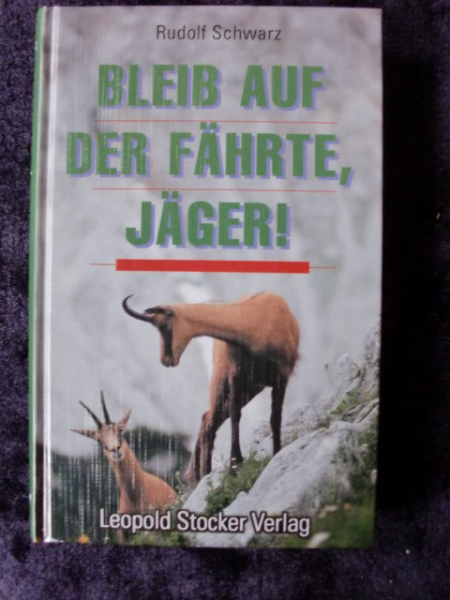 Rudolf Schwarz
BLEIB AUF
DER FÄHRTE,
JÄGER!
Leopold Stocker Verlag